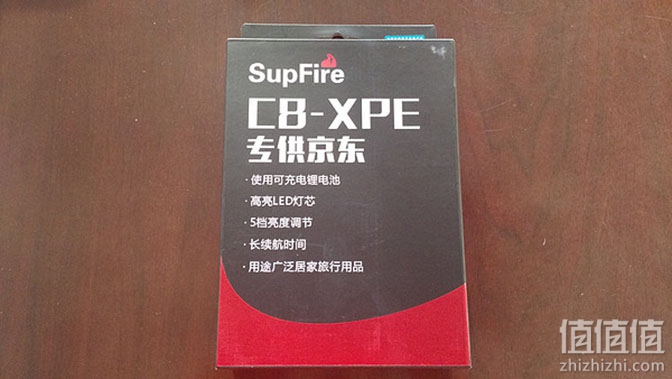 SupFire
C8-XPE
专供京东
·使用可充电锂电池
·高亮LED灯芯
·5档亮度调节
·长续航时间
·用途广泛居家旅行用品
值值值
zhizhizhi.com